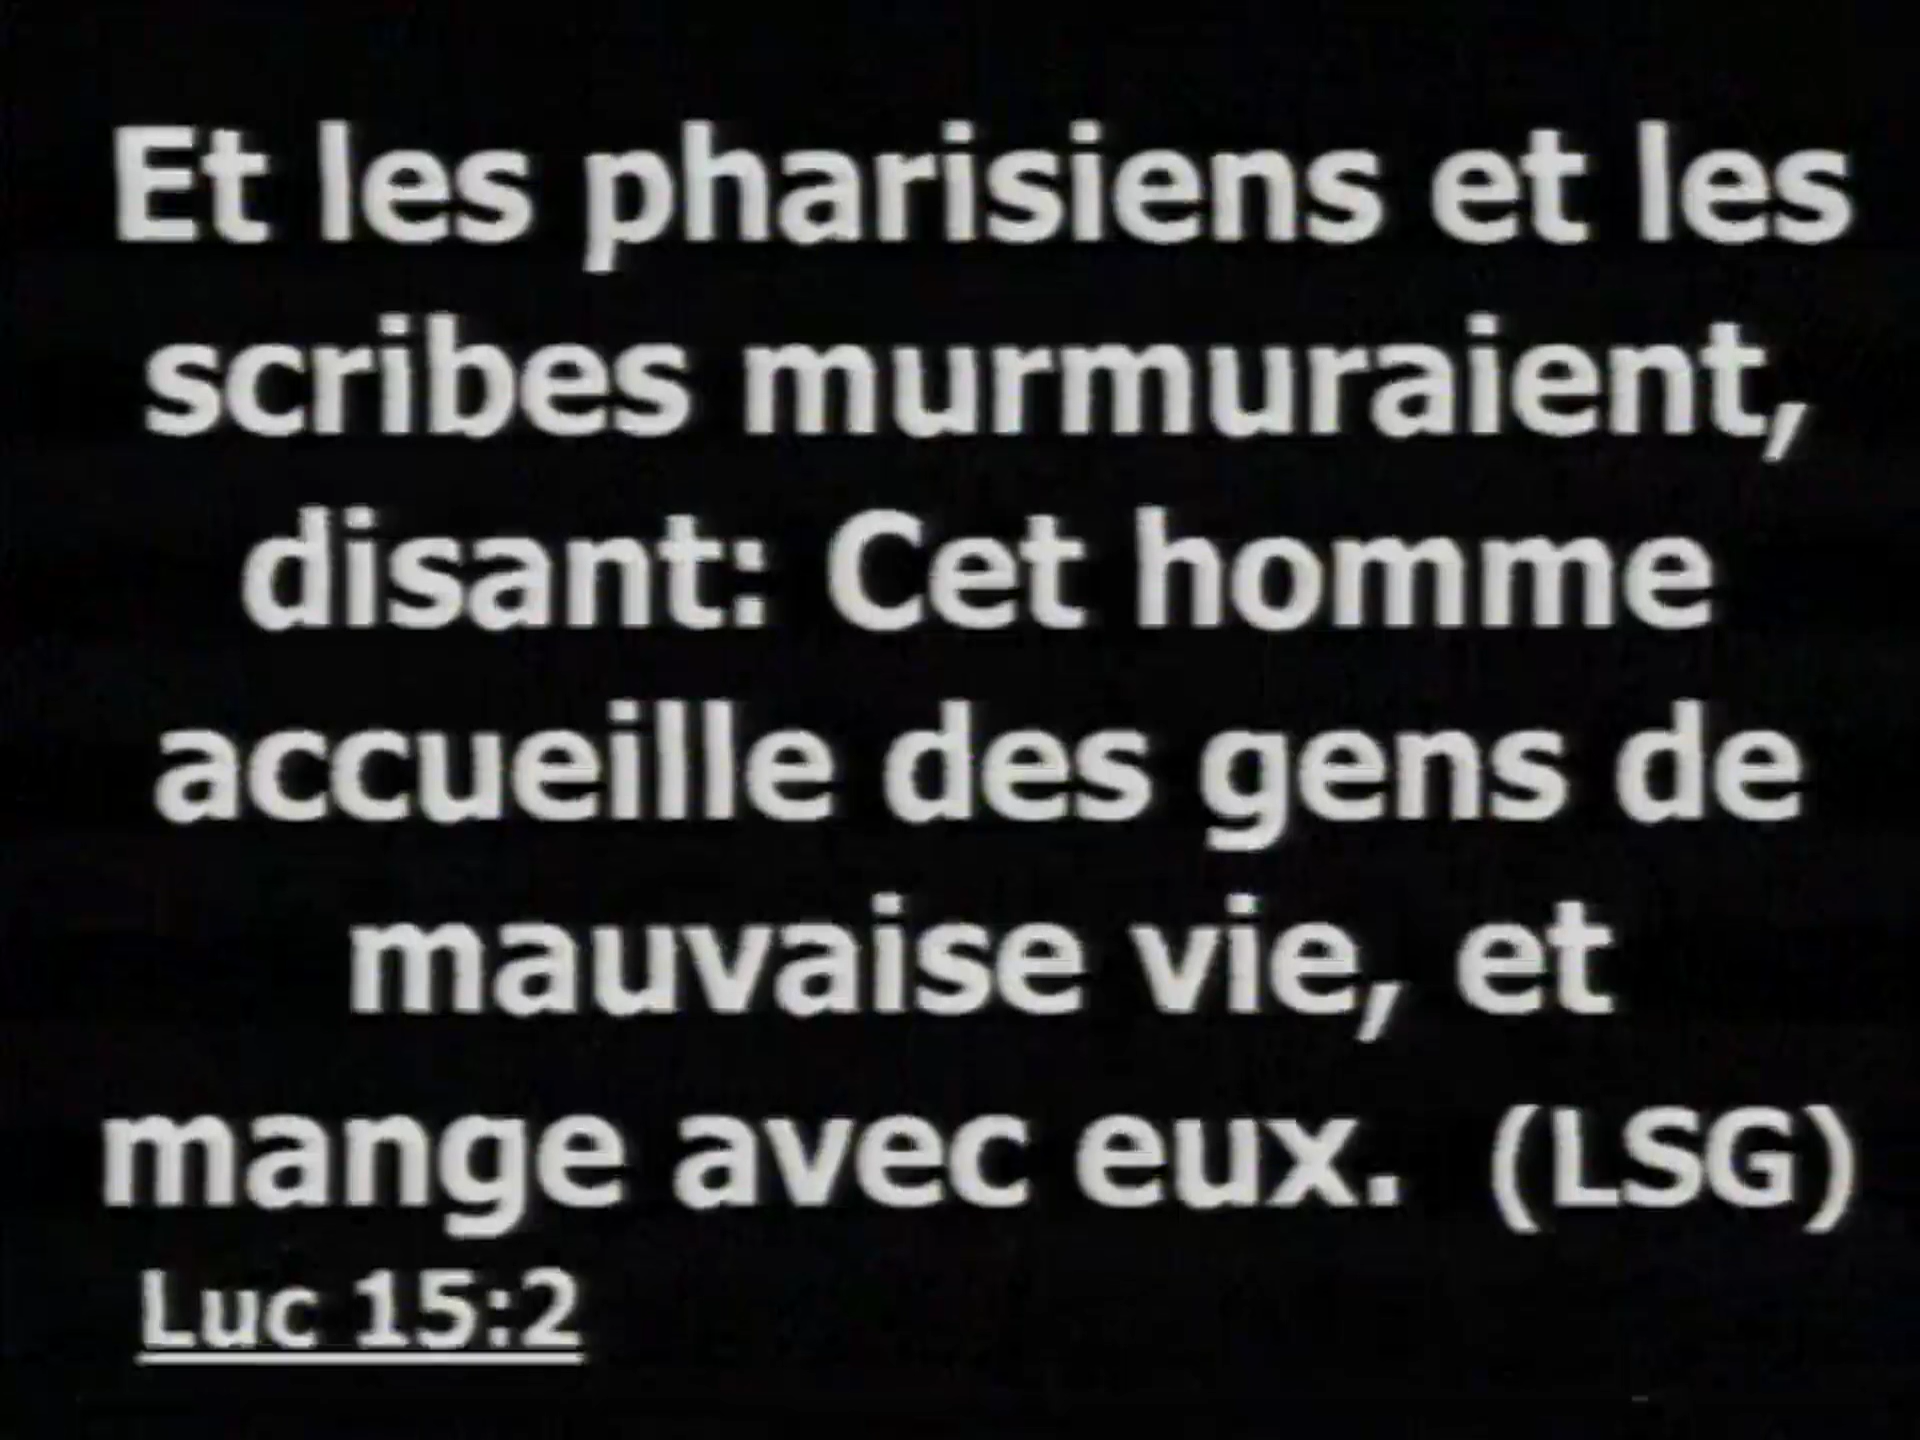 Et les pharisiens et les
scribes murmuraient,
disant: Cet homme
accueille des gens de
mauvaise vie, et
mange avec eux.  (LSG)
Luc 15:2